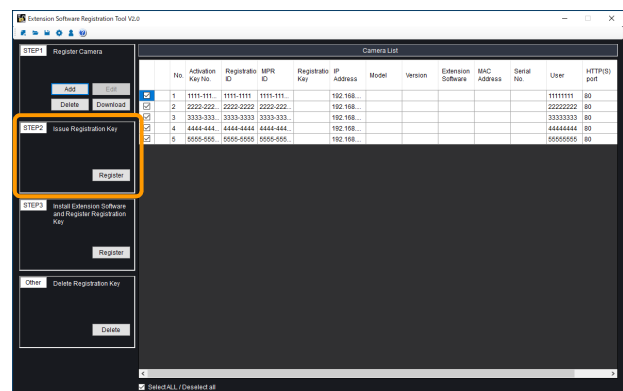 Extension Software Registration Tool V2.0
STEP1 Register Camera
Add Edit
Delete Download
STEP2 Issue Registration Key
Register
STEP3 Install Extension Software
and Register Registration
Key
Register
Other Delete Registration Key
Delete
Camera List
No. Activation Key No. Registratio ID MPR ID Registratio Key IP Address Model Version Extension Software MAC Address Serial No. User HTTP(S) port
1 1111-111... 1111-1111 1111-111... 192.168.... 11111111 80
2 2222-222... 2222-2222 2222-222... 192.168.... 22222222 80
3 3333-333... 3333-3333 3333-333... 192.168.... 33333333 80
4 4444-444... 4444-4444 4444-444... 192.168.... 44444444 80
5 5555-555... 5555-5555 5555-555... 192.168.... 55555555 80
Select ALL / Deselect all